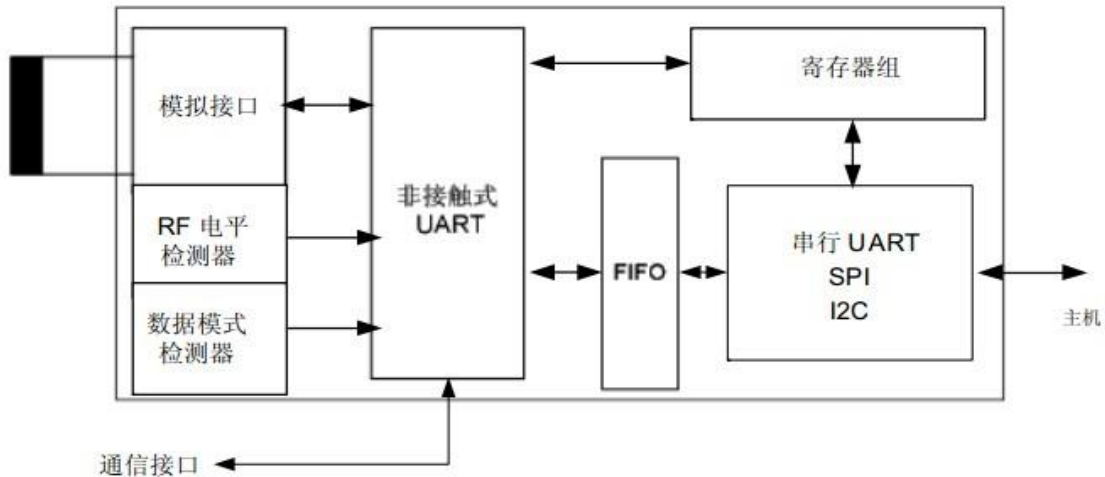 模拟接口
RF 电平
检测器
数据模式
检测器
非接触式
UART
寄存器组
FIFO
串行 UART
SPI
I2C
主机
通信接口